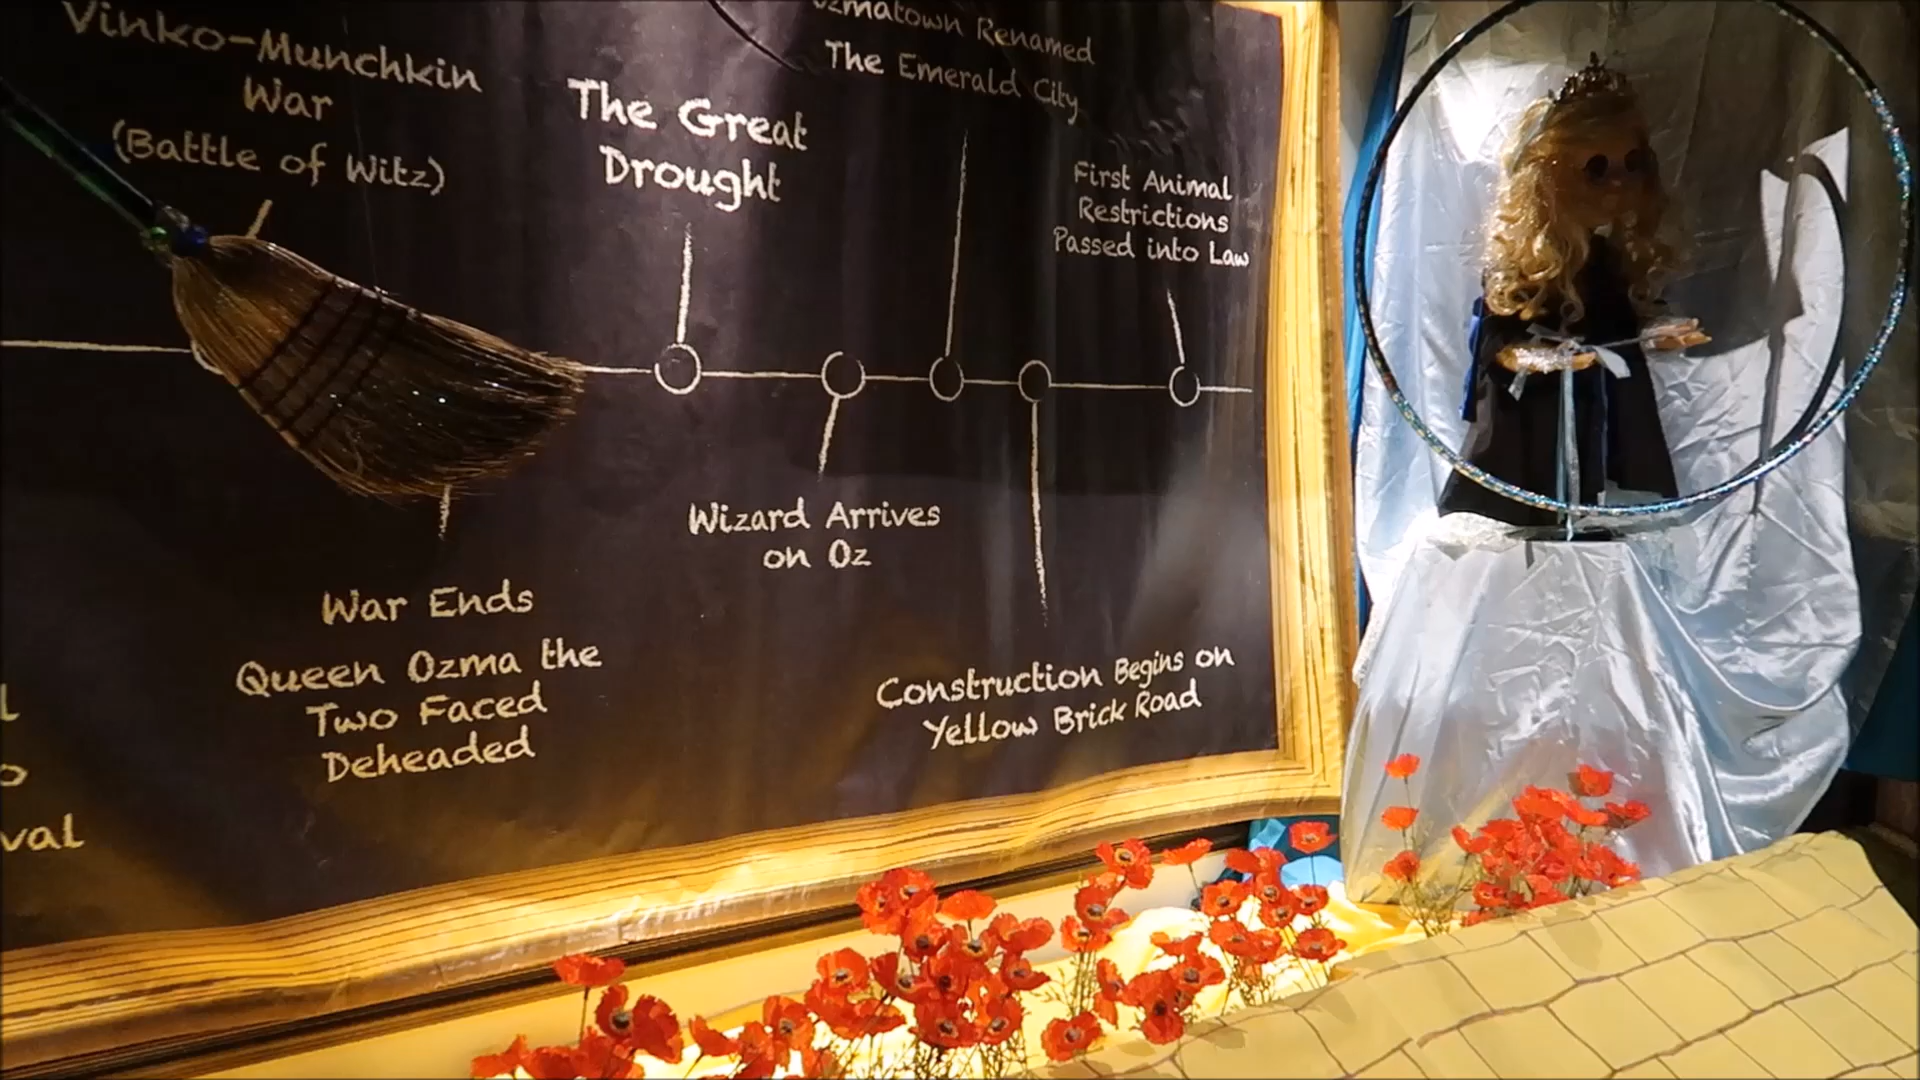 Vinko-Munchkin
War
(Battle of Witz)
The Great
Drought
Ozmatown Renamed
The Emerald City
First Animal
Restrictions
Passed into Law
Wizard Arrives
on Oz
War Ends
Queen Ozma the
Two Faced
Deheaded
Construction Begins on
Yellow Brick Road